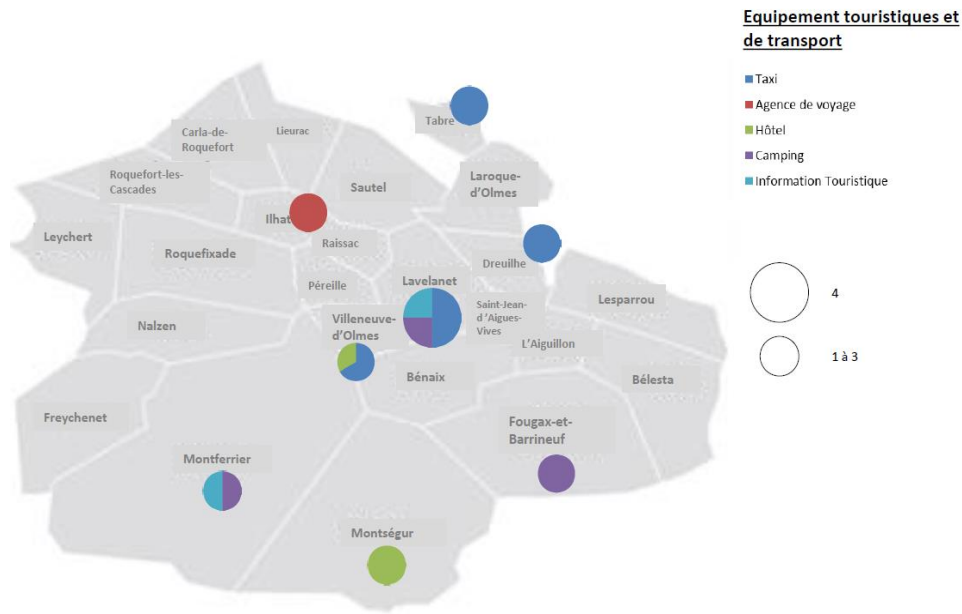 Equipement touristiques et
de transport
Taxi
Agence de voyage
Hôtel
Camping
Information Touristique
4
1 à 3
Tabre
Carla-de-
Roquefort
Lieurac
Roquefort-les-
Cascades
Sautel
Laroque-
d’Olmes
Ilhat
Leychert
Roquefixade
Raissac
Dreuilhe
Péreille
Lavelanet
Lesparrou
Saint-Jean-
d ’Aigues-
Vives
Nalzen
Villeneuve-
d’Olmes
L’Aiguillon
Bénaix
Bélesta
Freychenet
Fougax-et-
Barrineuf
Montferrier
Montségur